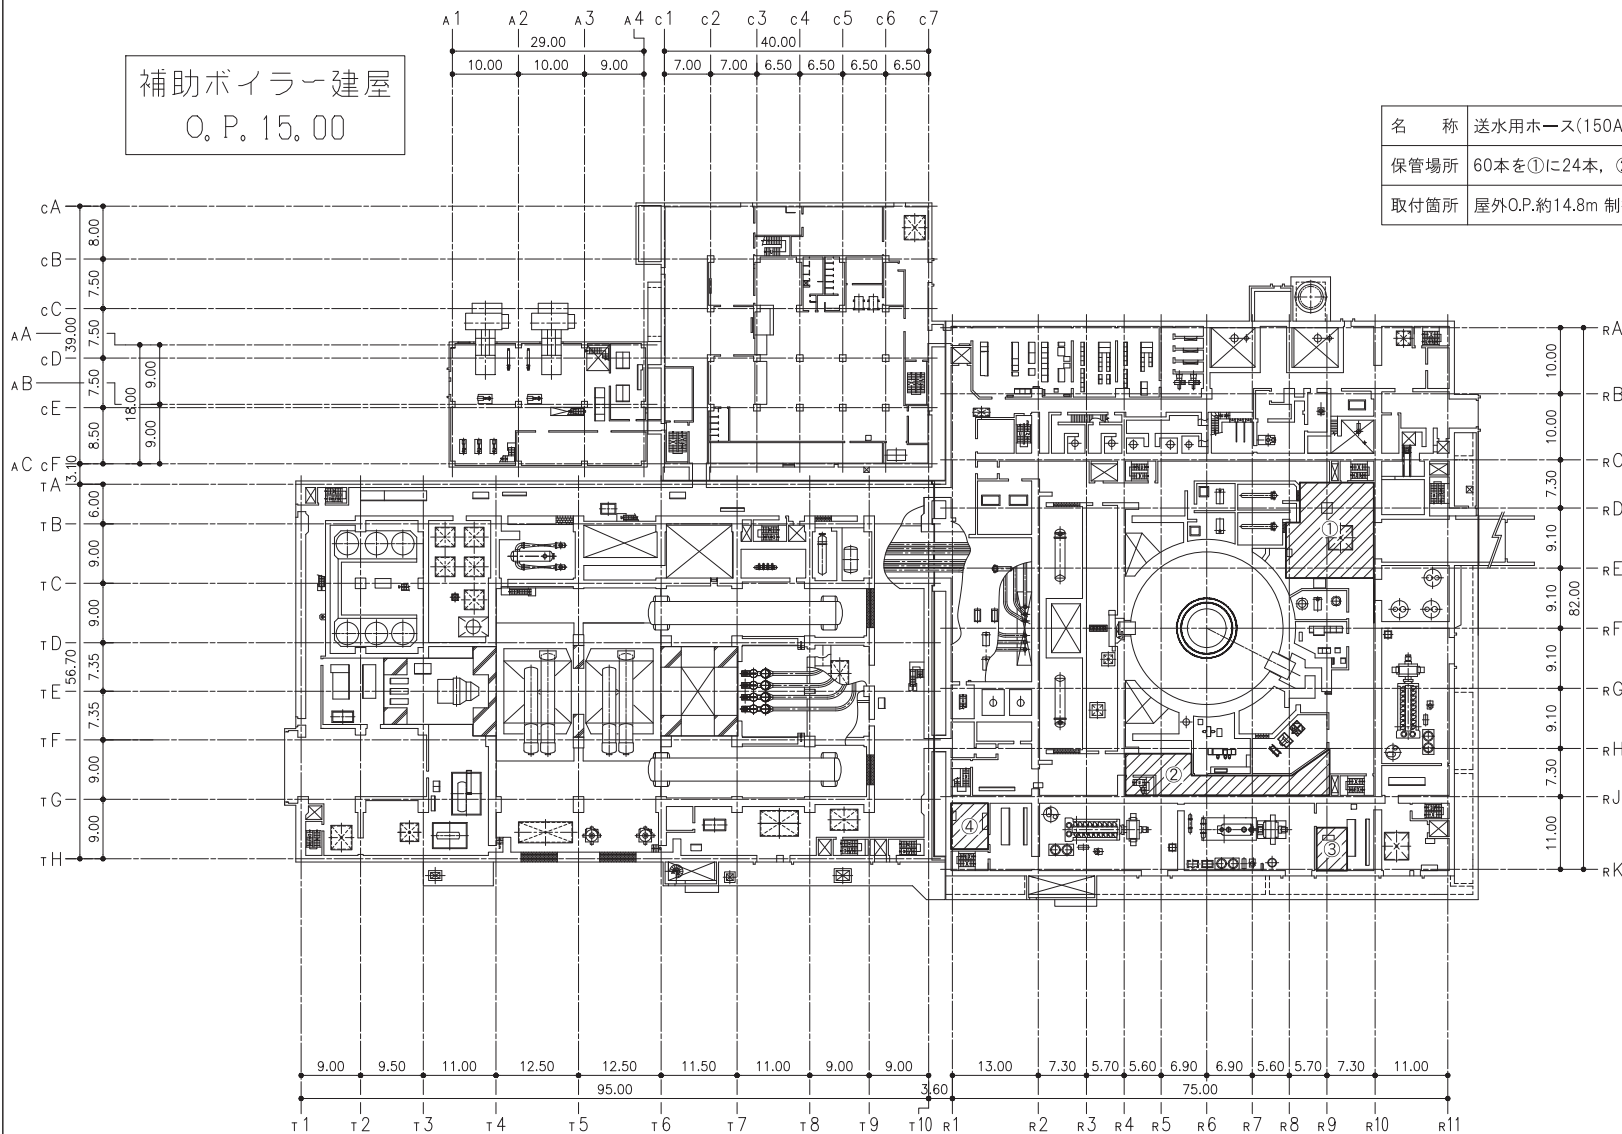 A1 A2 A3 A4 c1 c2 c3 c4 c5 c6 c7
29.00 40.00
10.00 10.00 9.00 7.00 7.00 6.50 6.50 6.50 6.50
補助ボイラー建屋
O.P.15.00
名 称 送水用ホース(150A
保管場所 60本を①に24本,
取付箇所 屋外O.P.約14.8m 制
cA
8.00
cB
7.50
cC
AA
39.00
7.50
cD
AB
7.50
9.00
18.00
cE
8.50
9.00
AC cF
3.10
TA
6.00
TB
9.00
TC
9.00
TD
7.35
56.70
TE
7.35
TF
9.00
TG
9.00
TH
RA
10.00
RB
10.00
RC
7.30
RD
9.10
RE
9.10
82.00
RF
9.10
RG
9.10
RH
7.30
RJ
11.00
RK
①
②
③
④
9.00 9.50 11.00 12.50 12.50 11.50 11.00 9.00 9.00 13.00 7.30 5.70 5.60 6.90 6.90 5.60 5.70 7.30 11.00
95.00 3.60 75.00
T1 T2 T3 T4 T5 T6 T7 T8 T9 T10 R1 R2 R3 R4 R5 R6 R7 R8 R9 R10 R11